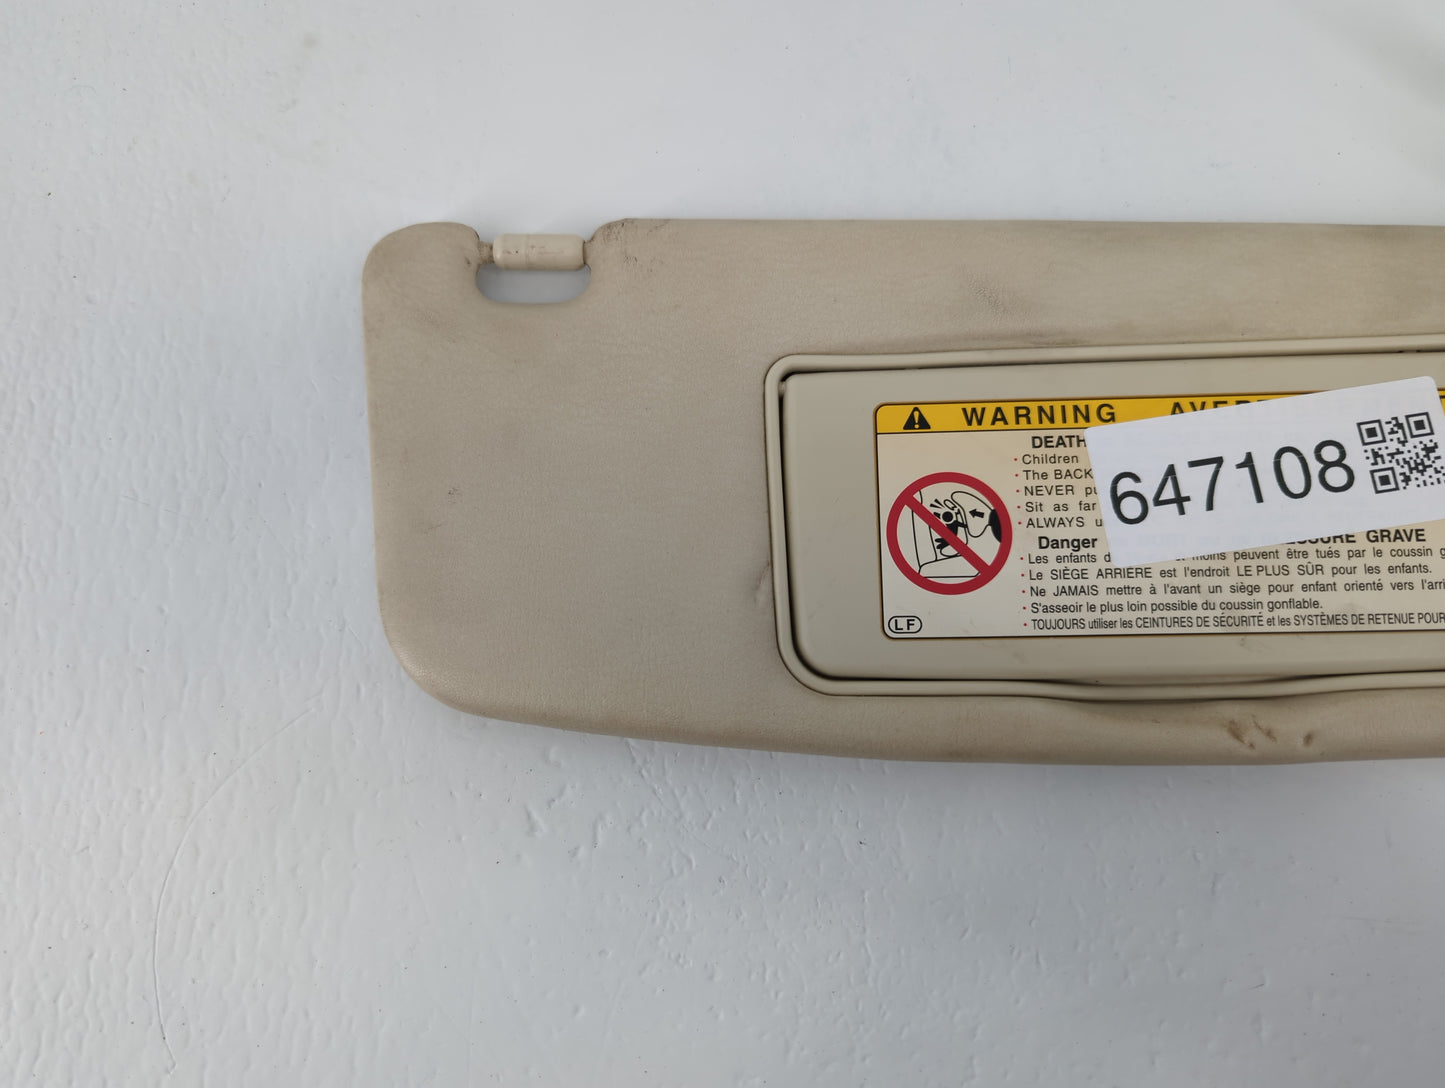 WARNING
DEATH
647108
• Children
• The BACK
• NEVER
• Sit as far
• ALWAYS
Danger GRAVE
• Les enfants peuvent être tués par le coussin
• Le SIÈGE ARRIÈRE est l'endroit LE PLUS SÛR pour les enfants.
• Ne JAMAIS mettre à l'avant un siège pour enfant orienté vers l'arri
• S'asseoir le plus loin possible du coussin gonflable.
• TOUJOURS utiliser les CEINTURES DE SÉCURITÉ et les SYSTÈMES DE RETENUE POUR
LF